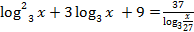 log²₃ x + 3 log₃ x + 9 = 37 / log₃ (x/27)